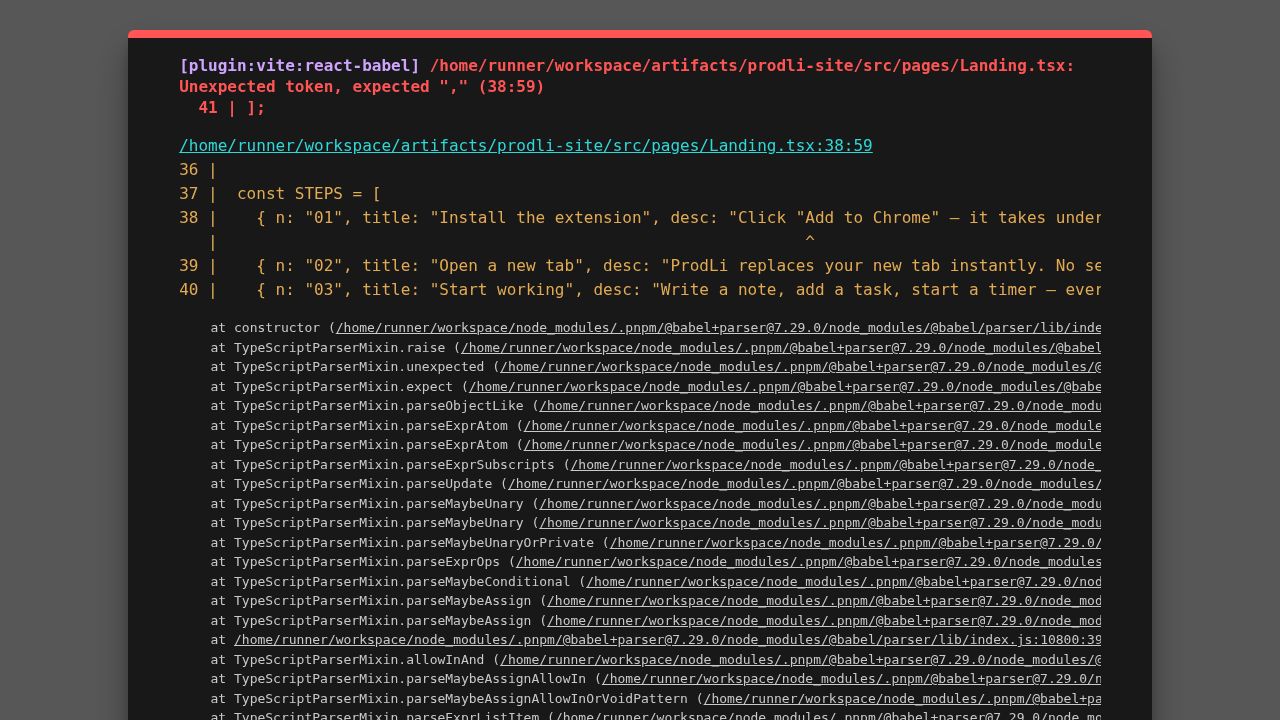 [plugin:vite:react-babel] /home/runner/workspace/artifacts/prodli-site/src/pages/Landing.tsx:
Unexpected token, expected "," (38:59)
  41 | ];
/home/runner/workspace/artifacts/prodli-site/src/pages/Landing.tsx:38:59
36 |
37 |  const STEPS = [
38 |    { n: "01", title: "Install the extension", desc: "Click "Add to Chrome" — it takes under
   |                                                             ^
39 |    { n: "02", title: "Open a new tab", desc: "ProdLi replaces your new tab instantly. No se
40 |    { n: "03", title: "Start working", desc: "Write a note, add a task, start a timer — ever
    at constructor (/home/runner/workspace/node_modules/.pnpm/@babel+parser@7.29.0/node_modules/@babel/parser/lib/inde
    at TypeScriptParserMixin.raise (/home/runner/workspace/node_modules/.pnpm/@babel+parser@7.29.0/node_modules/@babel
    at TypeScriptParserMixin.unexpected (/home/runner/workspace/node_modules/.pnpm/@babel+parser@7.29.0/node_modules/@
    at TypeScriptParserMixin.expect (/home/runner/workspace/node_modules/.pnpm/@babel+parser@7.29.0/node_modules/@babe
    at TypeScriptParserMixin.parseObjectLike (/home/runner/workspace/node_modules/.pnpm/@babel+parser@7.29.0/node_modu
    at TypeScriptParserMixin.parseExprAtom (/home/runner/workspace/node_modules/.pnpm/@babel+parser@7.29.0/node_module
    at TypeScriptParserMixin.parseExprAtom (/home/runner/workspace/node_modules/.pnpm/@babel+parser@7.29.0/node_module
    at TypeScriptParserMixin.parseExprSubscripts (/home/runner/workspace/node_modules/.pnpm/@babel+parser@7.29.0/node_
    at TypeScriptParserMixin.parseUpdate (/home/runner/workspace/node_modules/.pnpm/@babel+parser@7.29.0/node_modules/
    at TypeScriptParserMixin.parseMaybeUnary (/home/runner/workspace/node_modules/.pnpm/@babel+parser@7.29.0/node_modu
    at TypeScriptParserMixin.parseMaybeUnary (/home/runner/workspace/node_modules/.pnpm/@babel+parser@7.29.0/node_modu
    at TypeScriptParserMixin.parseMaybeUnaryOrPrivate (/home/runner/workspace/node_modules/.pnpm/@babel+parser@7.29.0/
    at TypeScriptParserMixin.parseExprOps (/home/runner/workspace/node_modules/.pnpm/@babel+parser@7.29.0/node_modules
    at TypeScriptParserMixin.parseMaybeConditional (/home/runner/workspace/node_modules/.pnpm/@babel+parser@7.29.0/nod
    at TypeScriptParserMixin.parseMaybeAssign (/home/runner/workspace/node_modules/.pnpm/@babel+parser@7.29.0/node_mod
    at TypeScriptParserMixin.parseMaybeAssign (/home/runner/workspace/node_modules/.pnpm/@babel+parser@7.29.0/node_mod
    at /home/runner/workspace/node_modules/.pnpm/@babel+parser@7.29.0/node_modules/@babel/parser/lib/index.js:10800:39
    at TypeScriptParserMixin.allowInAnd (/home/runner/workspace/node_modules/.pnpm/@babel+parser@7.29.0/node_modules/@
    at TypeScriptParserMixin.parseMaybeAssignAllowIn (/home/runner/workspace/node_modules/.pnpm/@babel+parser@7.29.0/n
    at TypeScriptParserMixin.parseMaybeAssignAllowInOrVoidPattern (/home/runner/workspace/node_modules/.pnpm/@babel+pa
    at TypeScriptParserMixin.parseExprListItem (/home/runner/workspace/node_modules/.pnpm/@babel+parser@7.29.0/node_mo